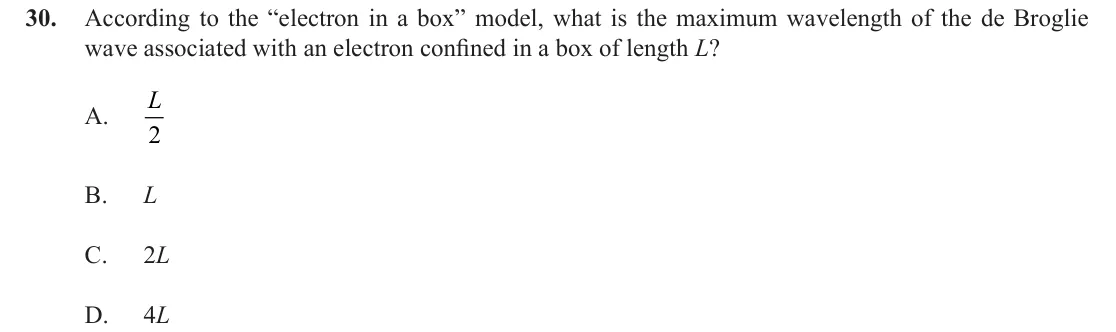 30. According to the “electron in a box” model, what is the maximum wavelength of the de Broglie
wave associated with an electron confined in a box of length L?
A. L
2
B. L
C. 2L
D. 4L